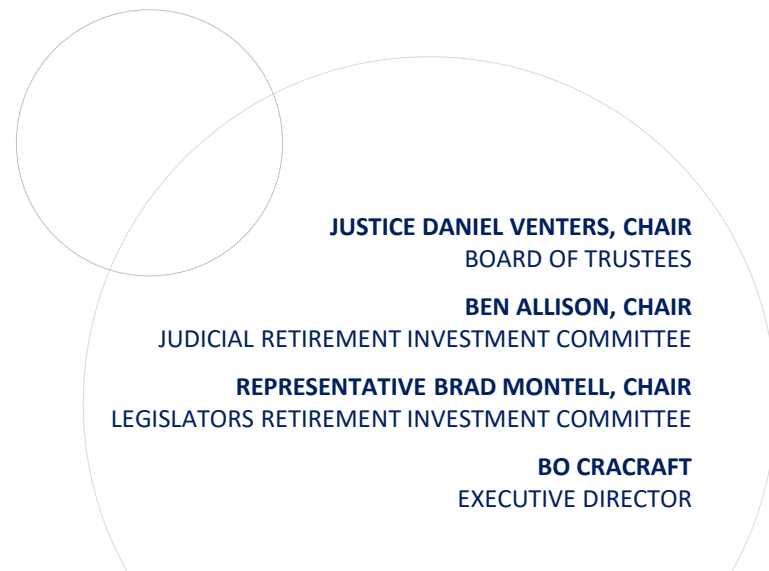 JUSTICE DANIEL VENTERS, CHAIR
BOARD OF TRUSTEES
BEN ALLISON, CHAIR
JUDICIAL RETIREMENT INVESTMENT COMMITTEE
REPRESENTATIVE BRAD MONTELL, CHAIR
LEGISLATORS RETIREMENT INVESTMENT COMMITTEE
BO CRACRAFT
EXECUTIVE DIRECTOR